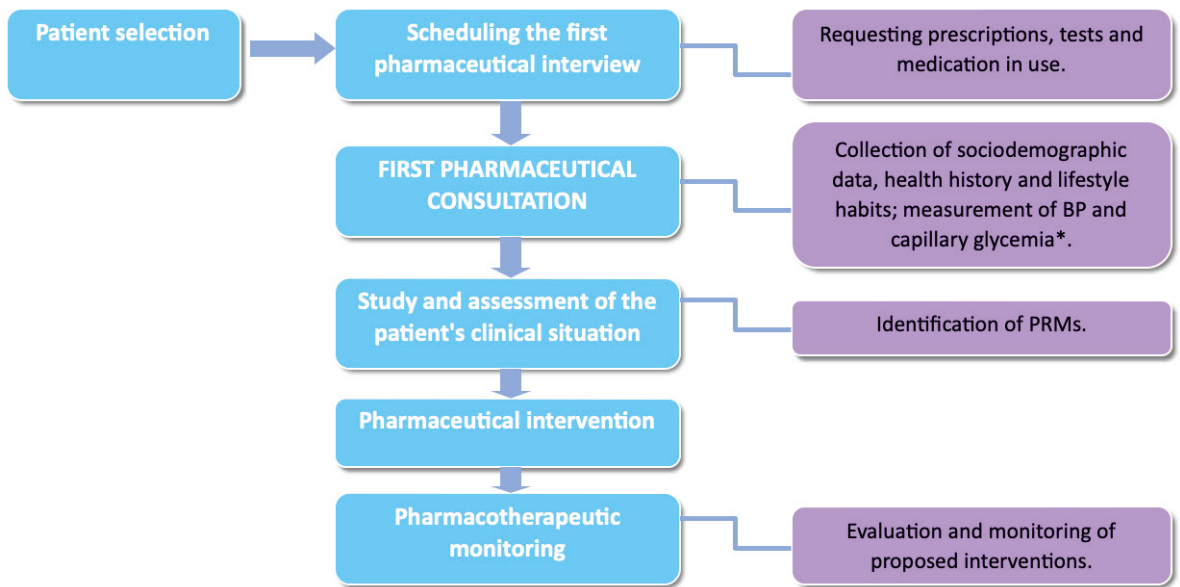 Patient selection
Scheduling the first
pharmaceutical interview
Requesting prescriptions, tests and
medication in use.
FIRST PHARMACEUTICAL
CONSULTATION
Collection of sociodemographic
data, health history and lifestyle
habits; measurement of BP and
capillary glycemia*.
Study and assessment of the
patient's clinical situation
Identification of PRMs.
Pharmaceutical intervention
Pharmacotherapeutic
monitoring
Evaluation and monitoring of
proposed interventions.